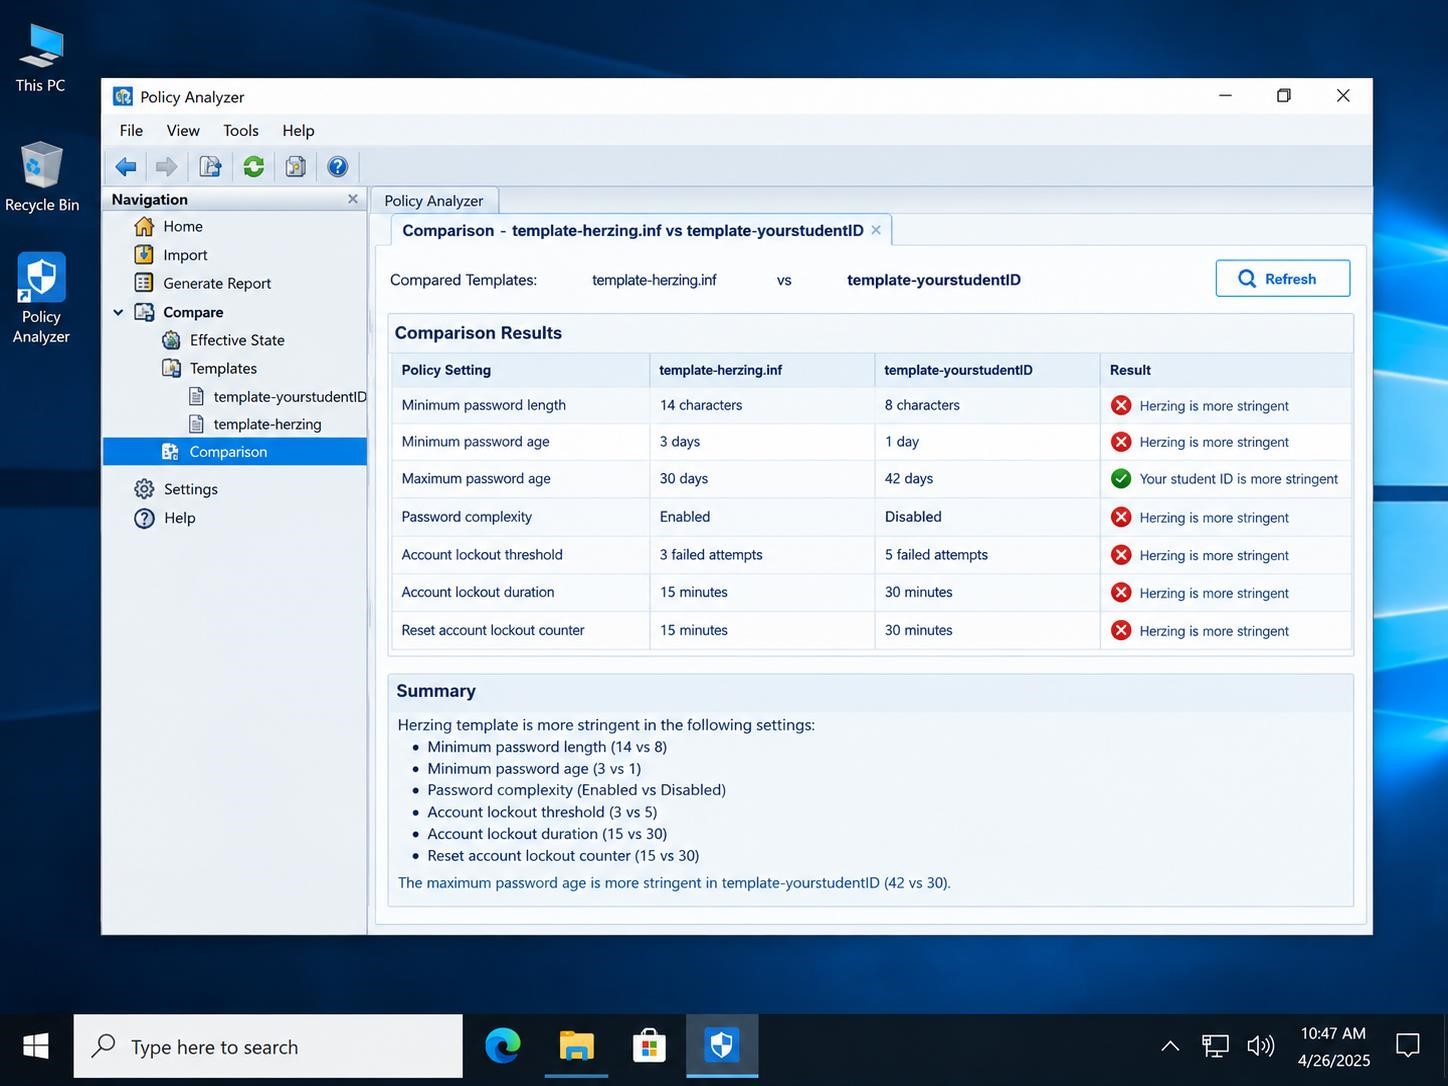 This PC
Recycle Bin
Policy
Analyzer
Policy Analyzer
File View Tools Help
Navigation
Home
Import
Generate Report
Compare
Effective State
Templates
template-yourstudentID
template-herzing
Comparison
Settings
Help
Policy Analyzer
Comparison - template-herzing.inf vs template-yourstudentID
Compared Templates: template-herzing.inf vs template-yourstudentID Refresh
Comparison Results
Policy Setting template-herzing.inf template-yourstudentID Result
Minimum password length 14 characters 8 characters Herzing is more stringent
Minimum password age 3 days 1 day Herzing is more stringent
Maximum password age 30 days 42 days Your student ID is more stringent
Password complexity Enabled Disabled Herzing is more stringent
Account lockout threshold 3 failed attempts 5 failed attempts Herzing is more stringent
Account lockout duration 15 minutes 30 minutes Herzing is more stringent
Reset account lockout counter 15 minutes 30 minutes Herzing is more stringent
Summary
Herzing template is more stringent in the following settings:
• Minimum password length (14 vs 8)
• Minimum password age (3 vs 1)
• Password complexity (Enabled vs Disabled)
• Account lockout threshold (3 vs 5)
• Account lockout duration (15 vs 30)
• Reset account lockout counter (15 vs 30)
The maximum password age is more stringent in template-yourstudentID (42 vs 30).
Type here to search
10:47 AM
4/26/2025